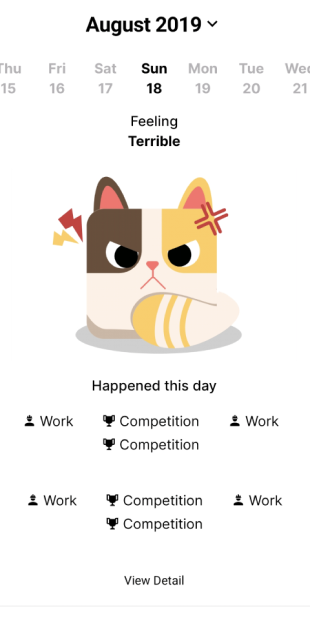 August 2019
Thu Fri Sat Sun Mon Tue Wed
15 16 17 18 19 20 21
Feeling
Terrible
Happened this day
Work Competition Work
Competition
Work Competition Work
Competition
View Detail